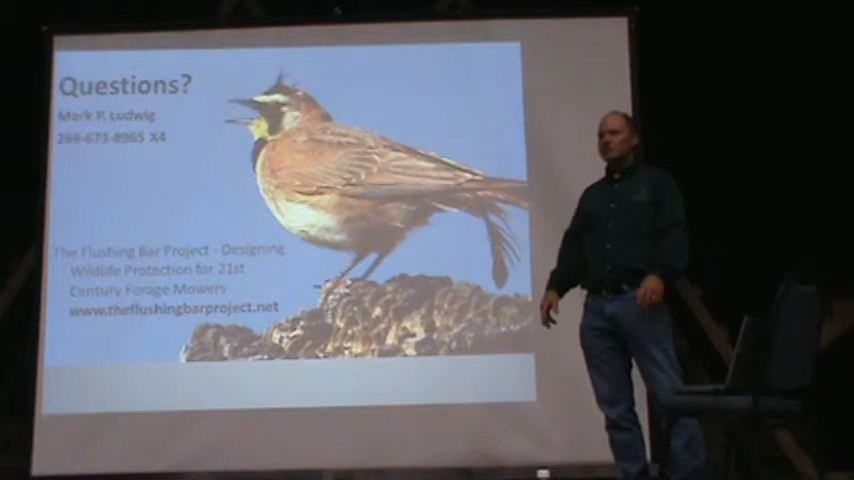 Questions?
Mark P. Ludwig
269-673-8965 X4
The Flushing Bar Project - Designing
Wildlife Protection for 21st
Century Forage Mowers
www.theflushingbarproject.net